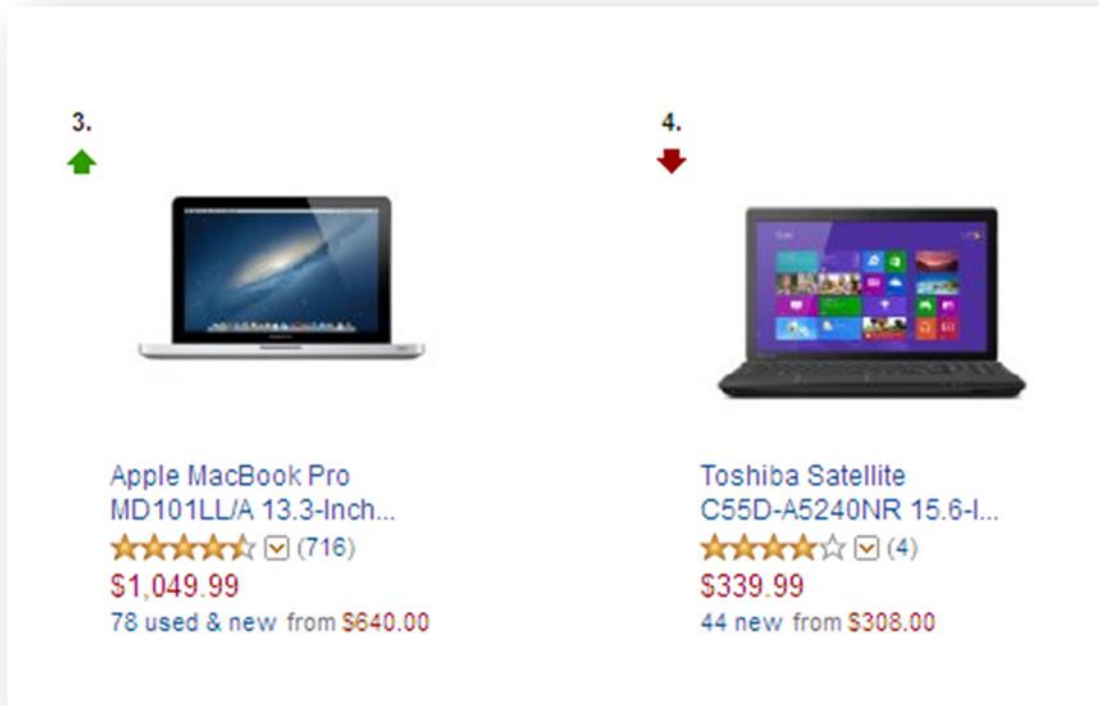 3.
Apple MacBook Pro
MD101LL/A 13.3-Inch...
(716)
$1,049.99
78 used & new from $640.00
4.
Toshiba Satellite
C55D-A5240NR 15.6-I...
(4)
$339.99
44 new from $308.00